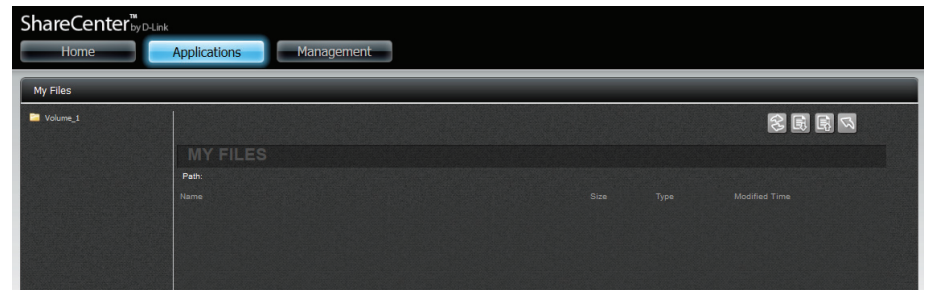 ShareCenter™ by D-Link
Home Applications Management
My Files
Volume_1
MY FILES
Path:
Name Size Type Modified Time